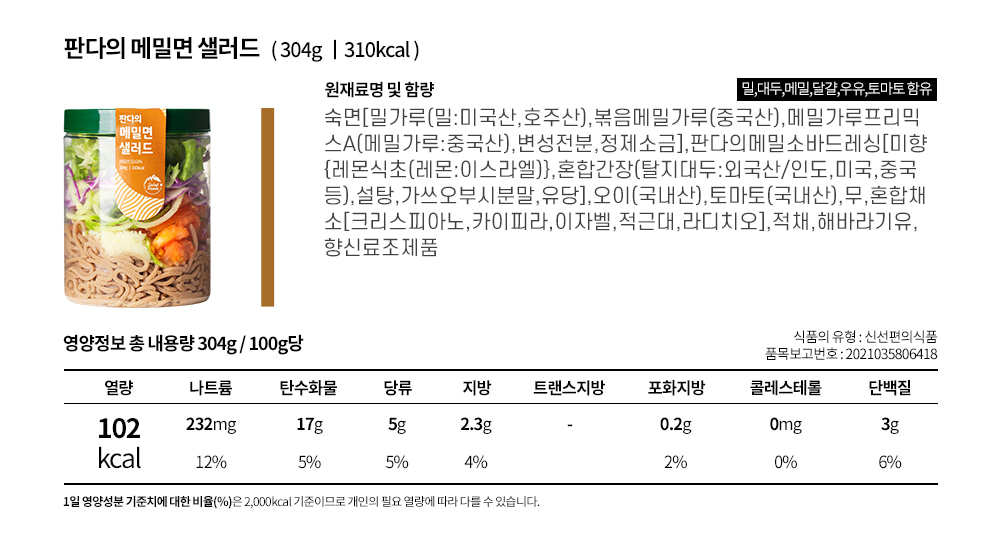 판다의 메밀면 샐러드 ( 304g | 310kcal )
원재료명 및 함량
밀,대두,메밀,달걀,우유,토마토 함유
판다의
메밀면
샐러드
숙면[밀가루(밀:미국산,호주산),볶음메밀가루(중국산),메밀가루프리믹
스A(메밀가루:중국산),변성전분,정제소금],판다의메밀소바드레싱[미향
{레몬식초(레몬:이스라엘)},혼합간장(탈지대두:외국산/인도,미국,중국
등),설탕,가쓰오부시분말,유당],오이(국내산),토마토(국내산),무,혼합채
소[크리스피아노,카이피라,이자벨,적근대,라디치오],적채,해바라기유,
향신료조제품
영양정보 총 내용량 304g / 100g당
식품의 유형 : 신선편의식품
품목보고번호 : 2021035806418
열량 나트륨 탄수화물 당류 지방 트랜스지방 포화지방 콜레스테롤 단백질
102 232mg 17g 5g 2.3g - 0.2g 0mg 3g
kcal 12% 5% 5% 4% 2% 0% 6%
1일 영양성분 기준치에 대한 비율(%)은 2,000kcal 기준이므로 개인의 필요 열량에 따라 다를 수 있습니다.